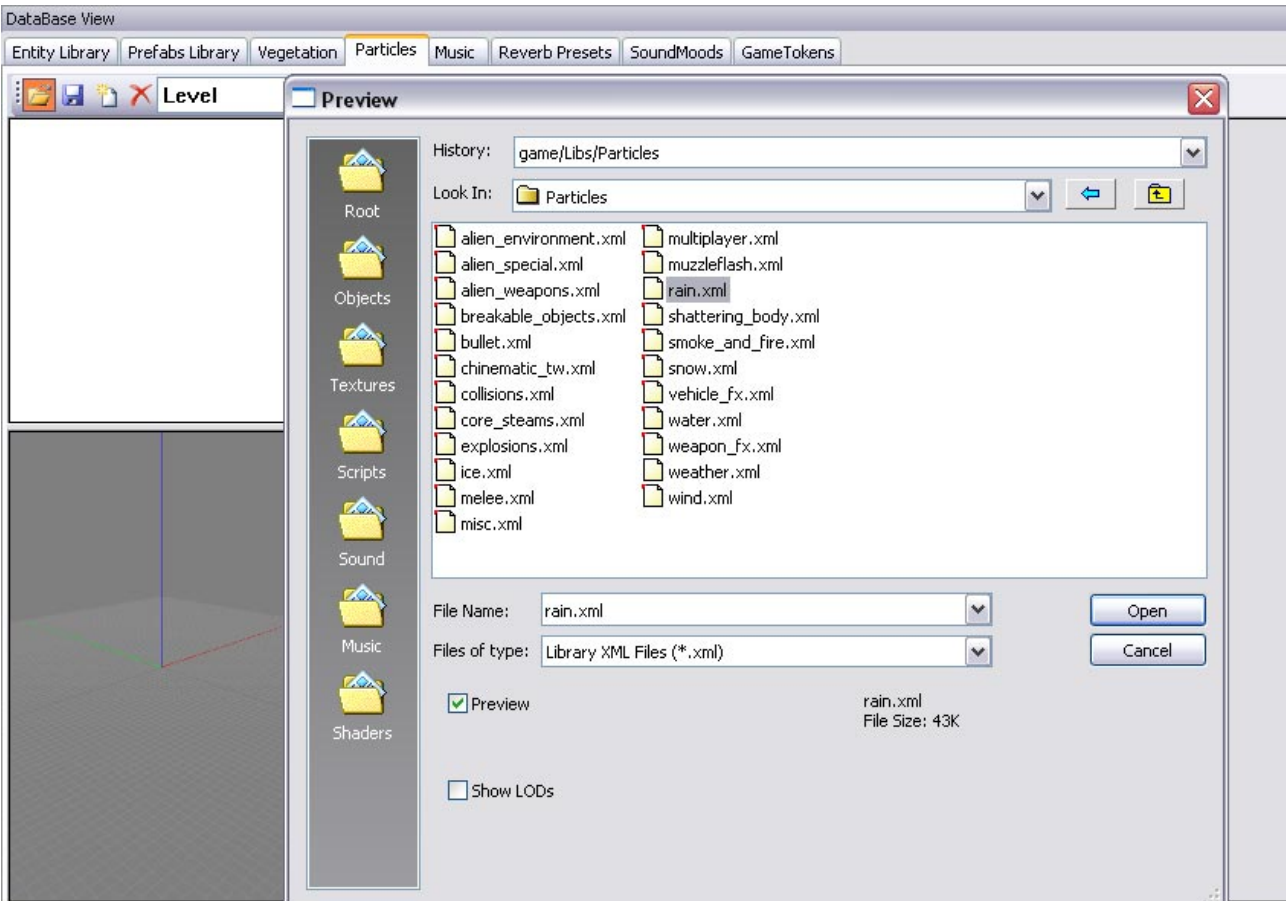 DataBase View
Entity Library Prefabs Library Vegetation Particles Music Reverb Presets SoundMoods GameTokens
Level
Preview
History: game/Libs/Particles
Look In: Particles
Root
Objects
Textures
Scripts
Sound
Music
Shaders
alien_environment.xml multiplayer.xml
alien_special.xml muzzleflash.xml
alien_weapons.xml rain.xml
breakable_objects.xml shattering_body.xml
bullet.xml smoke_and_fire.xml
chinematic_tw.xml snow.xml
collisions.xml vehicle_fx.xml
core_steams.xml water.xml
explosions.xml weapon_fx.xml
ice.xml weather.xml
melee.xml wind.xml
misc.xml
File Name: rain.xml Open
Files of type: Library XML Files (*.xml) Cancel
Preview rain.xml
File Size: 43K
Show LODs